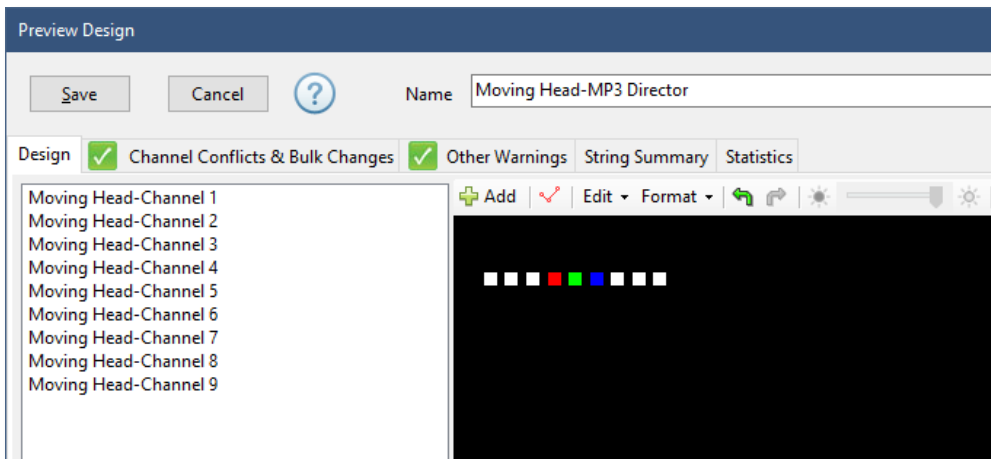 Preview Design
Save Cancel ? Name Moving Head-MP3 Director
Design Channel Conflicts & Bulk Changes Other Warnings String Summary Statistics
Add Edit Format
Moving Head-Channel 1
Moving Head-Channel 2
Moving Head-Channel 3
Moving Head-Channel 4
Moving Head-Channel 5
Moving Head-Channel 6
Moving Head-Channel 7
Moving Head-Channel 8
Moving Head-Channel 9